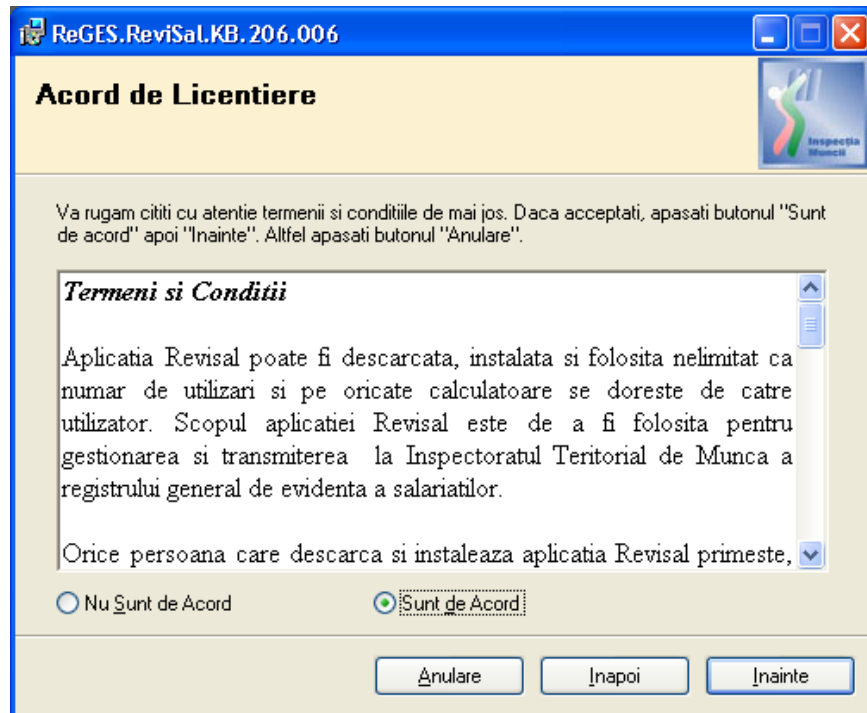 ReGES.ReviSal.KB.206.006
Acord de Licentiere
Inspecția
Muncii
Va rugam cititi cu atentie termenii si conditiile de mai jos. Daca acceptati, apasati butonul "Sunt
de acord" apoi "Inainte". Altfel apasati butonul "Anulare".
Termeni si Conditii
Aplicatia Revisal poate fi descarcata, instalata si folosita nelimitat ca
numar de utilizari si pe oricate calculatoare se doreste de catre
utilizator. Scopul aplicatiei Revisal este de a fi folosita pentru
gestionarea si transmiterea la Inspectoratul Teritorial de Munca a
registrului general de evidenta a salariatilor.
Orice persoana care descarca si instaleaza aplicatia Revisal primeste,
Nu Sunt de Acord Sunt de Acord
Anulare Inapoi Inainte